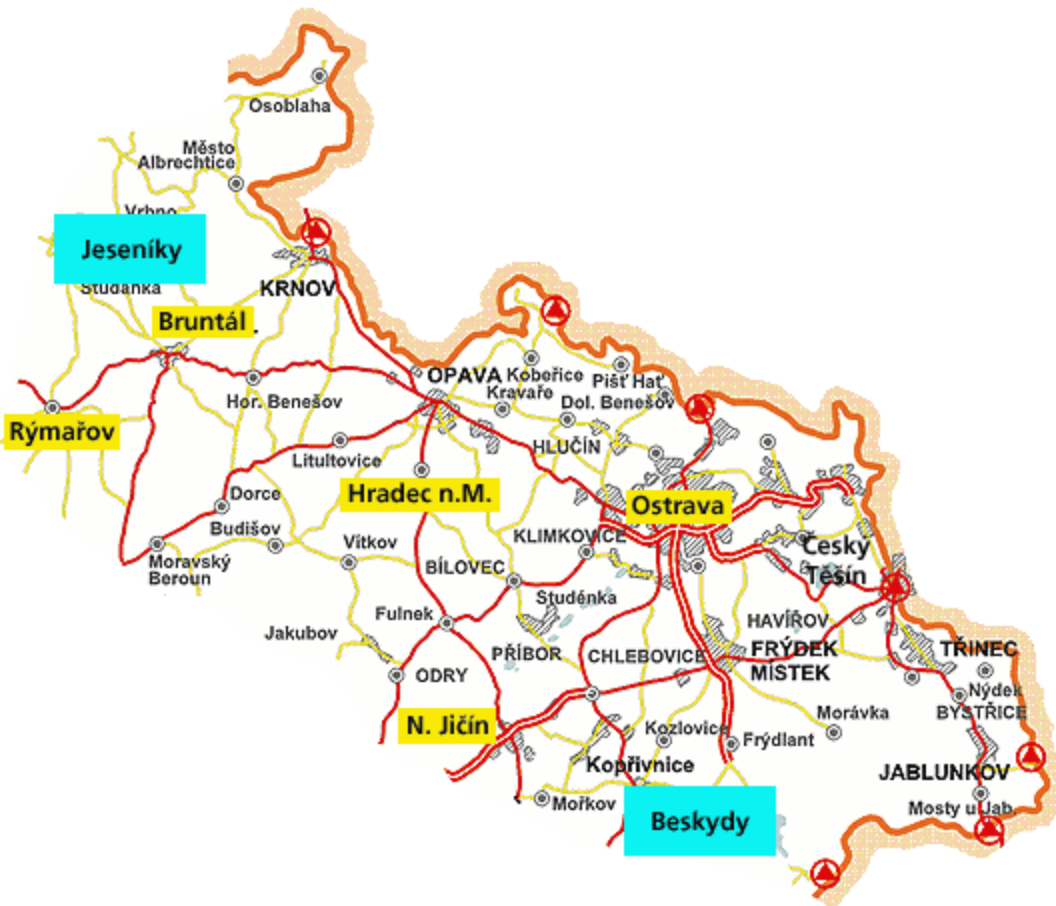 Osoblaha
Město
Albrechtice
Vrbno
Jeseníky
Studánka
KRNOV
Bruntál
OPAVA
Kobeřice
Kravaře
Píšť
Hať
Dol. Benešov
Hor. Benešov
Rýmařov
HLUČÍN
Litultovice
Hradec n.M.
Ostrava
Dorce
Budišov
Vítkov
KLIMKOVICE
Český
Těšín
Moravský
Beroun
BÍLOVEC
Studénka
Fulnek
HAVÍŘOV
Jakubov
PŘÍBOR
CHLEBOVICE
FRÝDEK
MÍSTEK
TŘINEC
ODRY
Nýdek
BYSTŘICE
N. Jičín
Kozlovice
Morávka
Frýdlant
Kopřivnice
JABLUNKOV
Mořkov
Mosty u Jab.
Beskydy